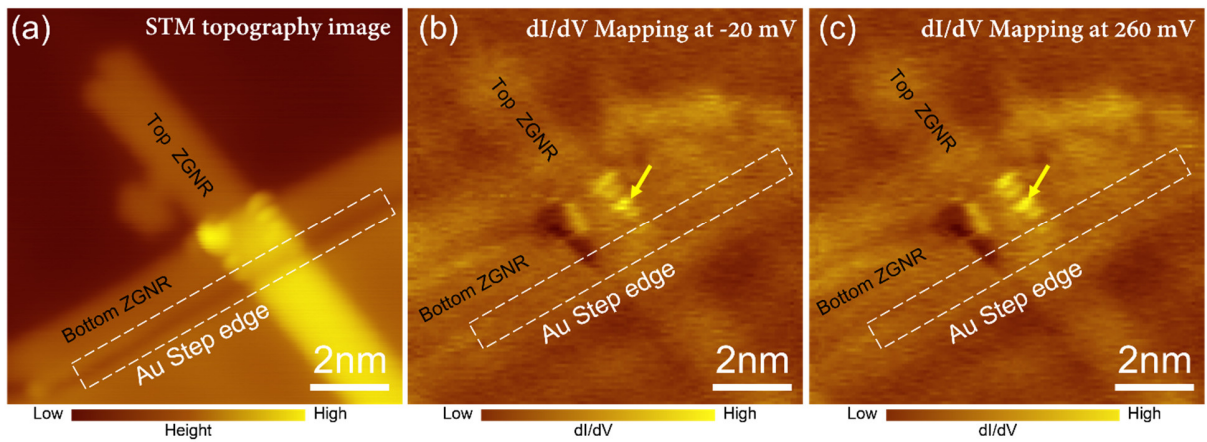 (a) STM topography image
Top ZGNR
Bottom ZGNR
Au Step edge
2nm
Low High
Height
(b) dI/dV Mapping at -20 mV
Top ZGNR
Bottom ZGNR
Au Step edge
2nm
Low High
dI/dV
(c) dI/dV Mapping at 260 mV
Top ZGNR
Bottom ZGNR
Au Step edge
2nm
Low High
dI/dV